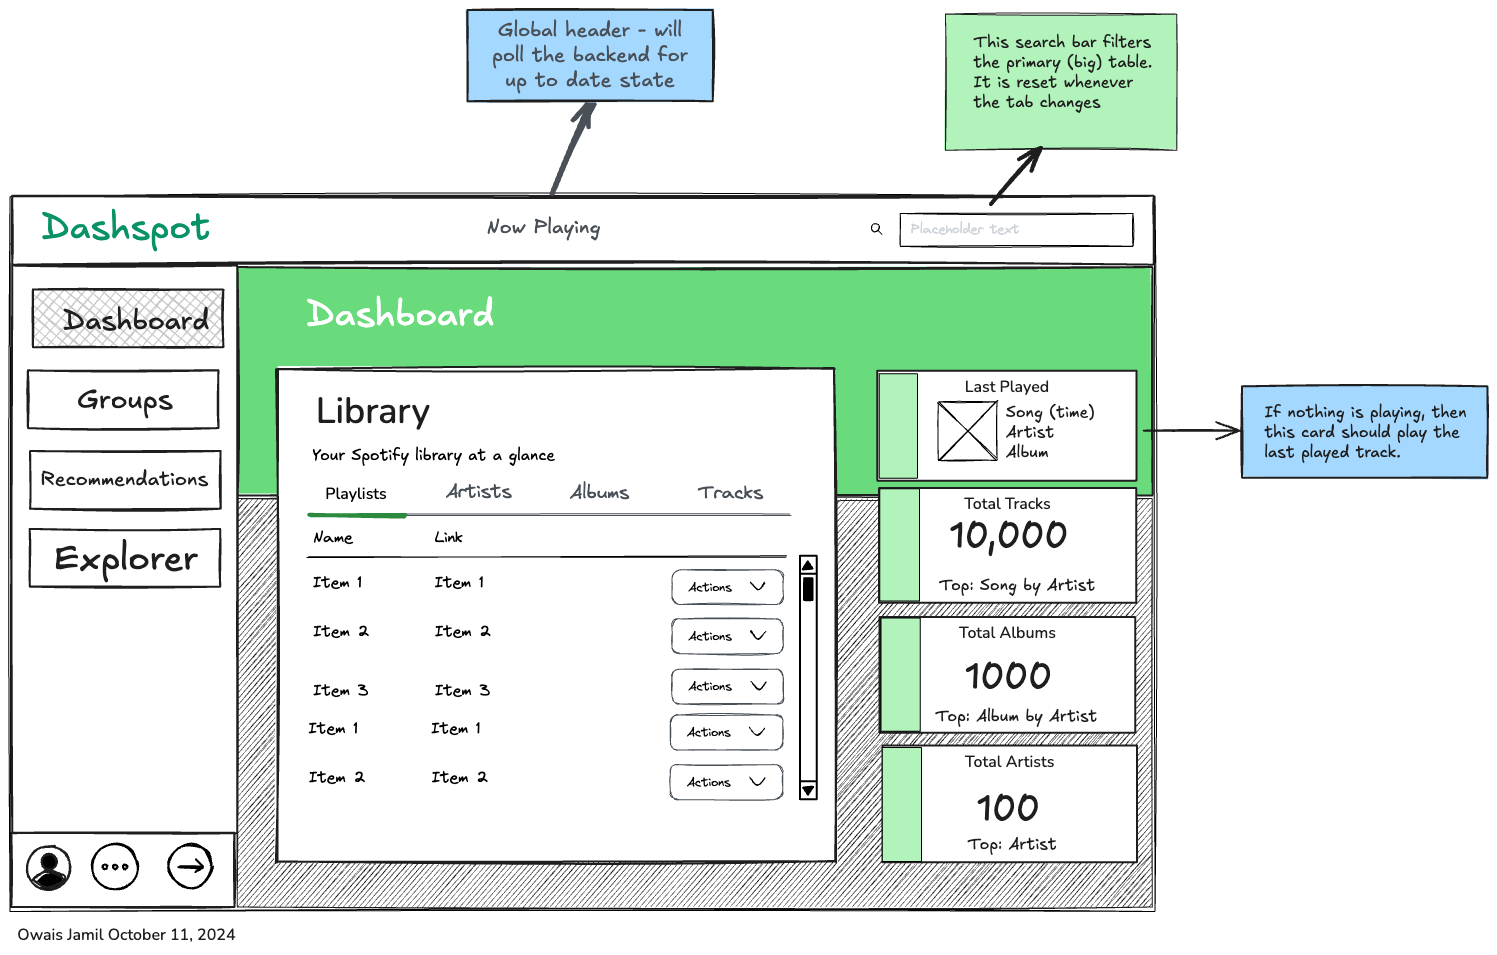 Global header - will
poll the backend for
up to date state
This search bar filters
the primary (big) table.
It is reset whenever
the tab changes
Dashspot
Now Playing
Placeholder text
Dashboard
Groups
Recommendations
Explorer
Dashboard
Library
Your Spotify library at a glance
Playlists Artists Albums Tracks
Name Link
Item 1 Item 1 Actions
Item 2 Item 2 Actions
Item 3 Item 3 Actions
Item 1 Item 1 Actions
Item 2 Item 2 Actions
Last Played
Song (time)
Artist
Album
Total Tracks
10,000
Top: Song by Artist
Total Albums
1000
Top: Album by Artist
Total Artists
100
Top: Artist
If nothing is playing, then
this card should play the
last played track.
Owais Jamil October 11, 2024